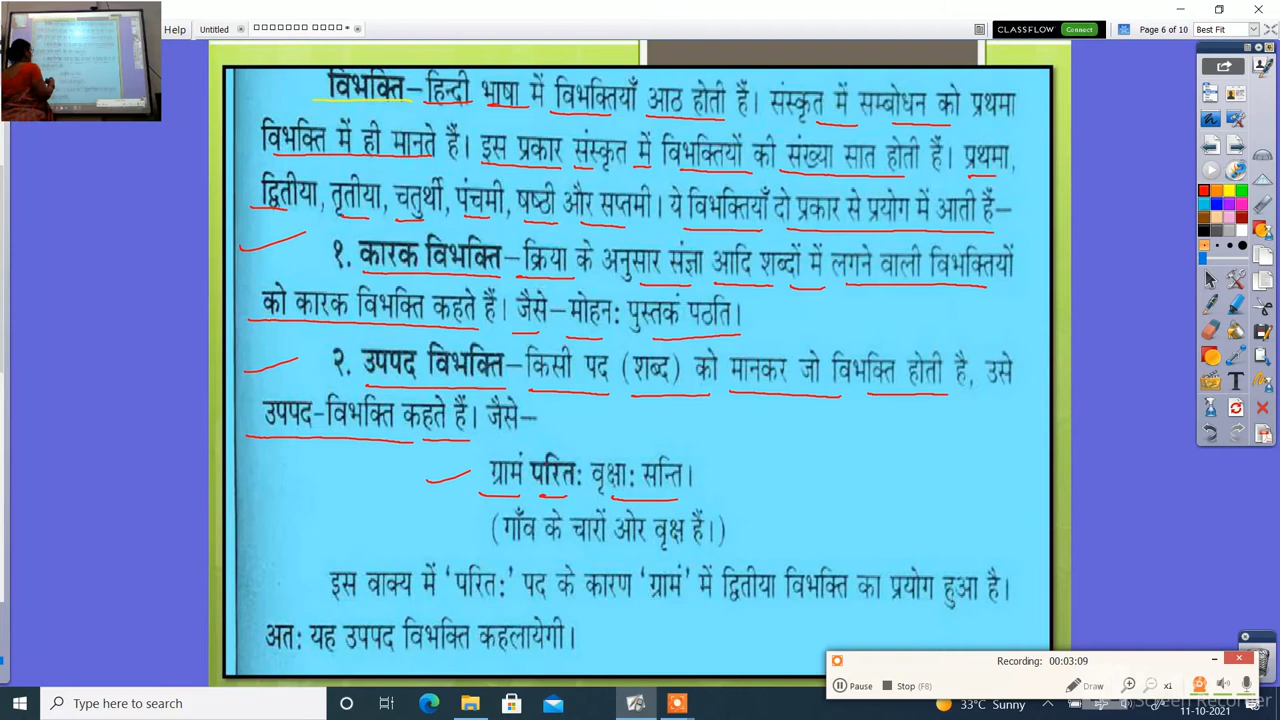 Help
Untitled
CLASSFLOW Connect
Page 6 of 10
Best Fit
विभक्ति–हिन्दी भाषा में विभक्तियाँ आठ होती हैं। संस्कृत में सम्बोधन को प्रथमा
विभक्ति में ही मानते हैं। इस प्रकार संस्कृत में विभक्तियों की संख्या सात होती हैं। प्रथमा,
द्वितीया, तृतीया, चतुर्थी, पंचमी, षाष्ठी और सप्तमी। ये विभक्तियाँ दो प्रकार से प्रयोग में आती हैं–
१. कारक विभक्ति–क्रिया के अनुसार संज्ञा आदि शब्दों में लगने वाली विभक्तियों
को कारक विभक्ति कहते हैं। जैसे–मोहन: पुस्तकं पठति।
२. उपपद विभक्ति–किसी पद (शब्द) को मानकर जो विभक्ति होती है, उसे
उपपद-विभक्ति कहते हैं। जैसे–
ग्रामं परित: वृक्षा: सन्ति।
(गाँव के चारों ओर वृक्ष हैं।)
इस वाक्य में ‘परित:’ पद के कारण ‘ग्रामं’ में द्वितीया विभक्ति का प्रयोग हुआ है।
अत: यह उपपद विभक्ति कहलायेगी।
Recording: 00:03:09
Pause
Stop (F8)
Draw
x1
Type here to search
33°C Sunny
11-10-2021